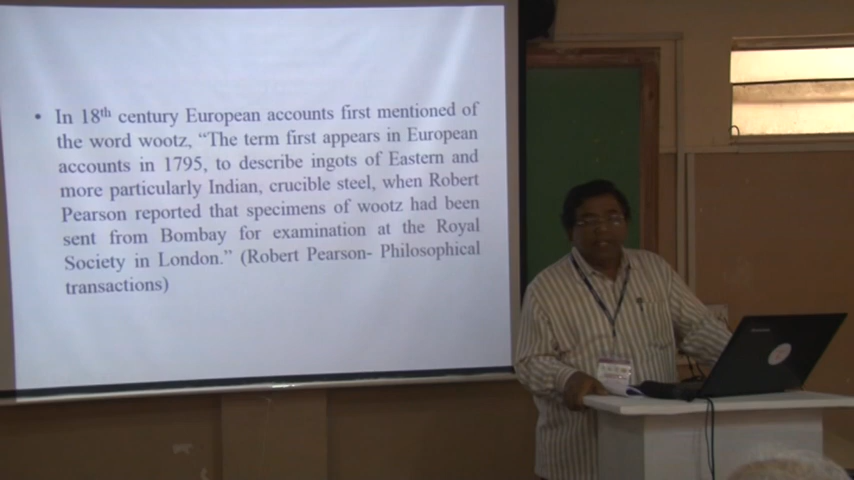 • In 18th century European accounts first mentioned of
the word wootz, “The term first appears in European
accounts in 1795, to describe ingots of Eastern and
more particularly Indian, crucible steel, when Robert
Pearson reported that specimens of wootz had been
sent from Bombay for examination at the Royal
Society in London.” (Robert Pearson- Philosophical
transactions)